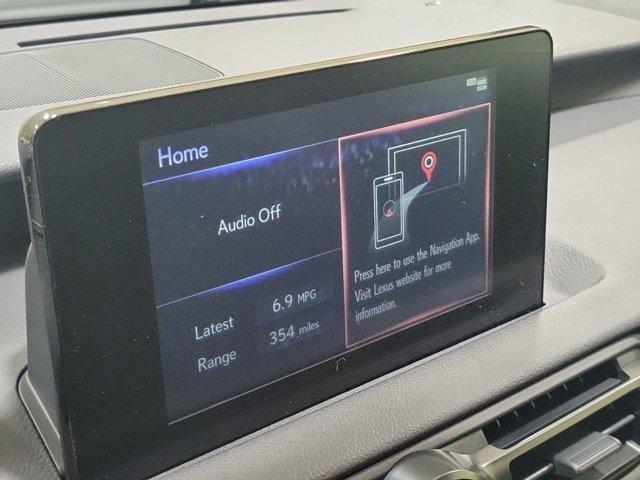 Home
Audio Off
Latest 6.9 MPG
Range 354 miles
Press here to use the Navigation App.
Visit Lexus website for more
information.